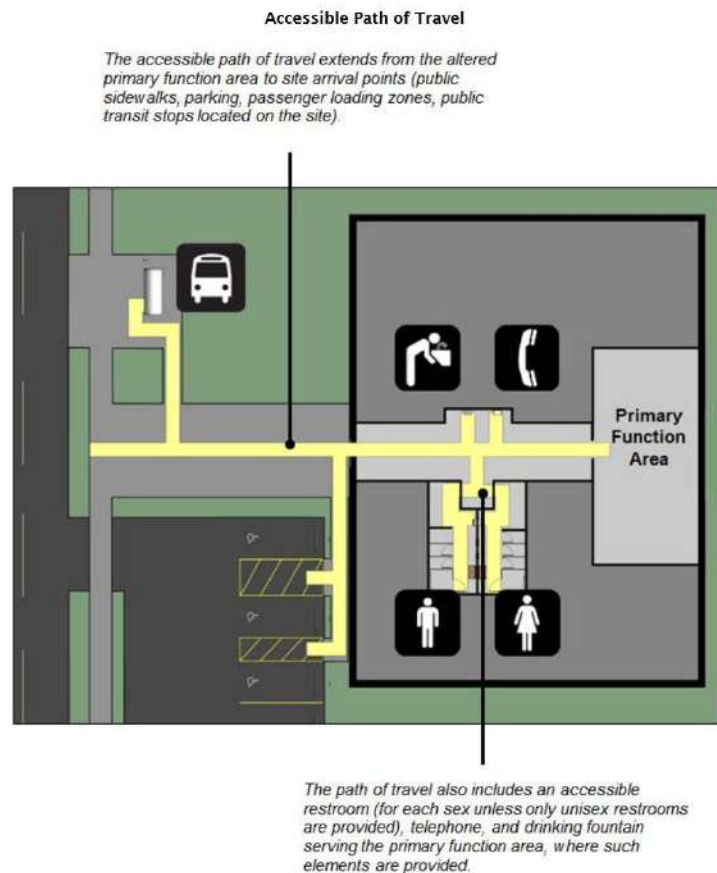 Accessible Path of Travel
The accessible path of travel extends from the altered
primary function area to site arrival points (public
sidewalks, parking, passenger loading zones, public
transit stops located on the site).
Primary
Function
Area
The path of travel also includes an accessible
restroom (for each sex unless only unisex restrooms
are provided), telephone, and drinking fountain
serving the primary function area, where such
elements are provided.